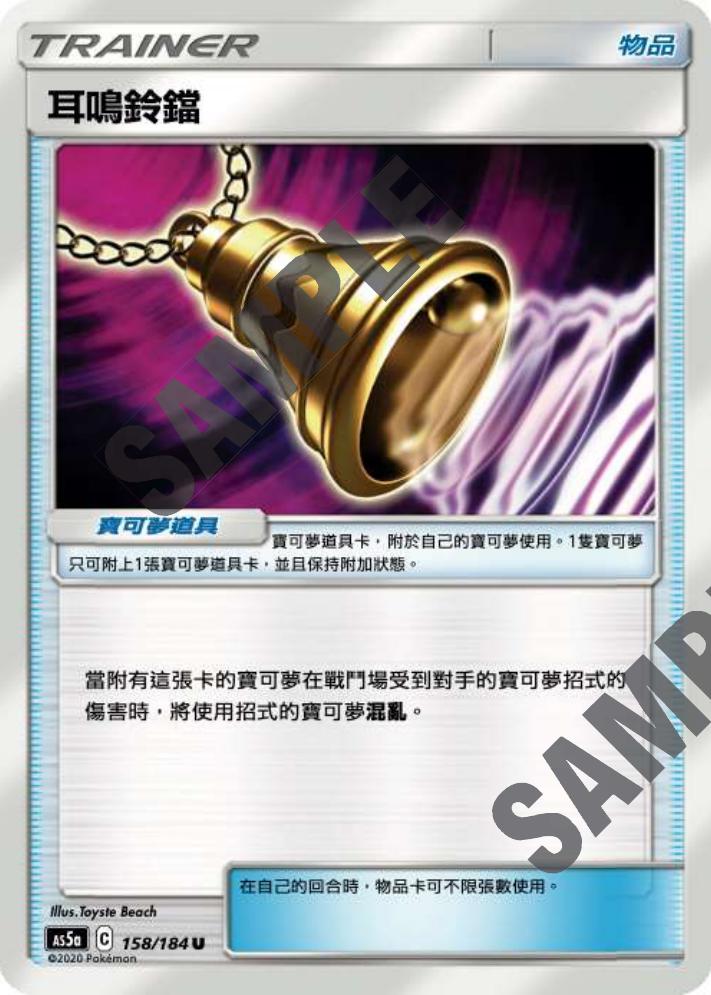 TRAINER
物品
耳鳴鈴鐺
SAMPLE
寶可夢道具
寶可夢道具卡，附於自己的寶可夢使用。1隻寶可夢
只可附上1張寶可夢道具卡，並且保持附加狀態。
當附有這張卡的寶可夢在戰鬥場受到對手的寶可夢招式的
傷害時，將使用招式的寶可夢混亂。
SAMP
在自己的回合時，物品卡可不限張數使用。
Illus.Toyste Beach
AS5a C 158/184 U
©2020 Pokémon